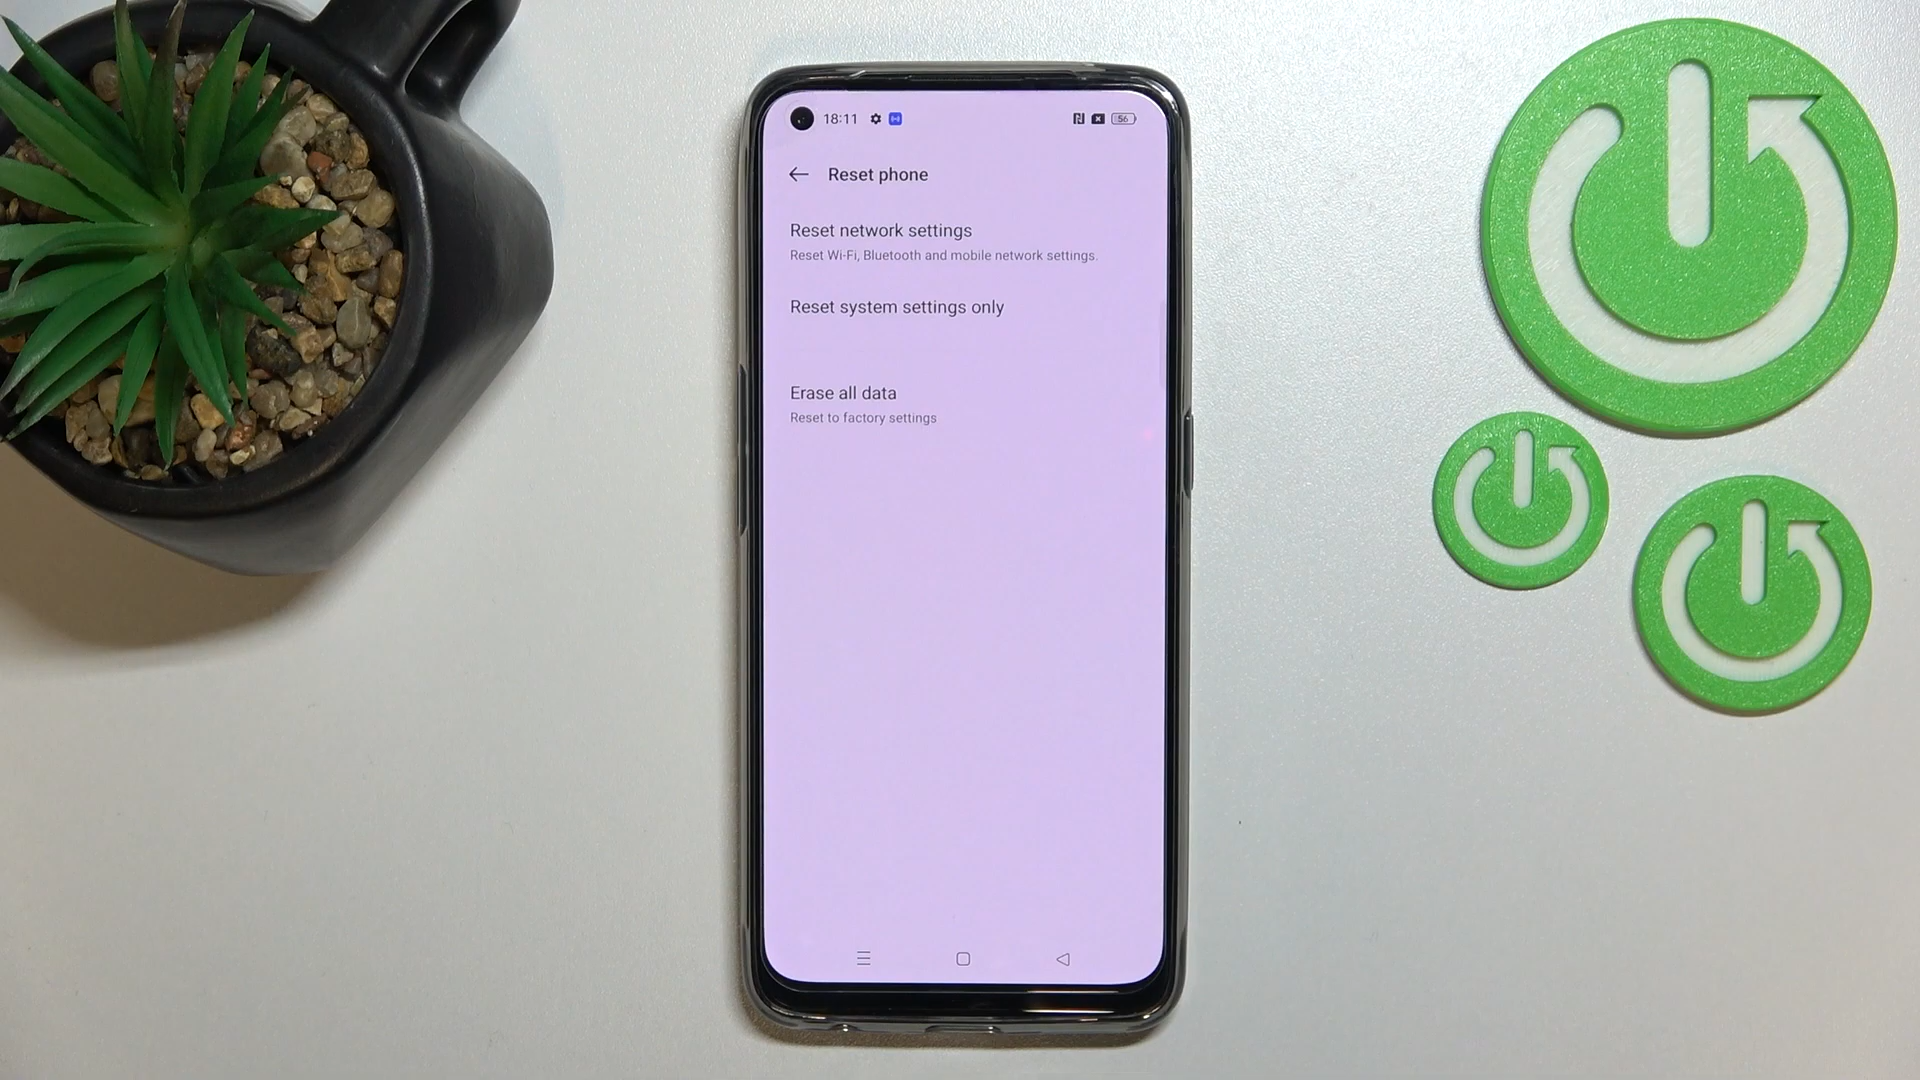 18:11
56
Reset phone
Reset network settings
Reset Wi-Fi, Bluetooth and mobile network settings.
Reset system settings only
Erase all data
Reset to factory settings